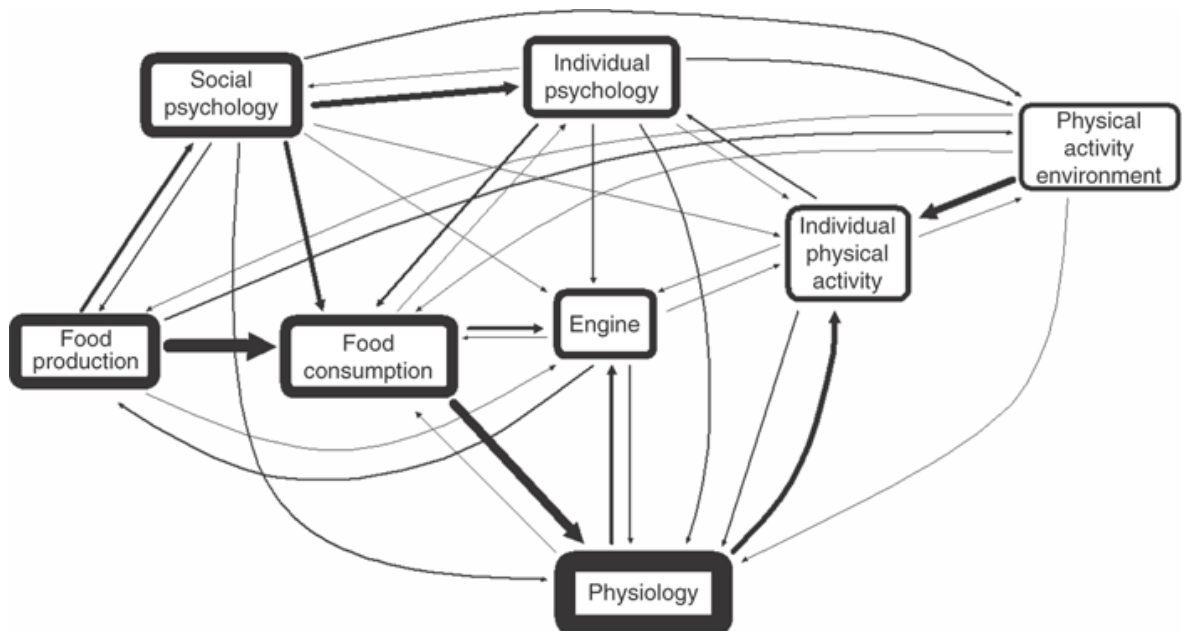 Social
psychology
Individual
psychology
Physical
activity
environment
Individual
physical
activity
Food
production
Food
consumption
Engine
Physiology